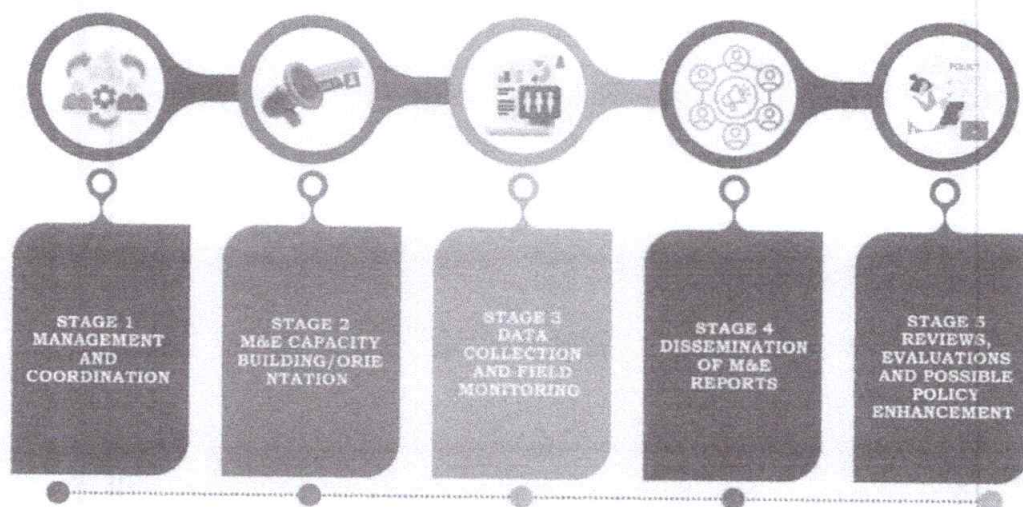 POLICY
STAGE 1
MANAGEMENT
AND
COORDINATION
STAGE 2
M&E CAPACITY
BUILDING/ORIE
NTATION
STAGE 3
DATA
COLLECTION
AND FIELD
MONITORING
STAGE 4
DISSEMINATION
OF M&E
REPORTS
STAGE 5
REVIEWS,
EVALUATIONS
AND POSSIBLE
POLICY
ENHANCEMENT